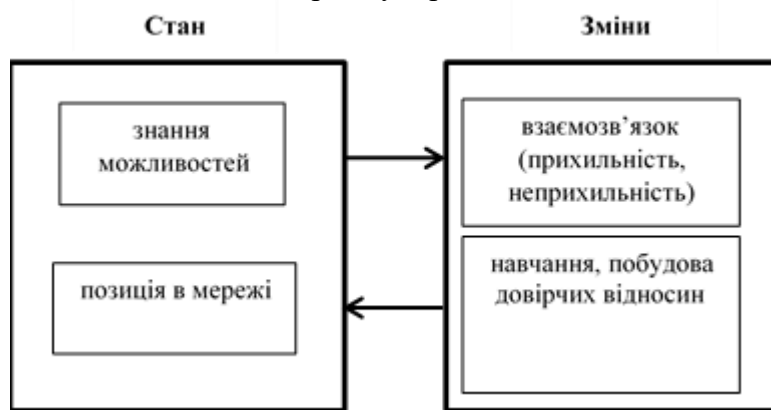 Стан
Зміни
знання
можливостей
взаємозв’язок
(прихильність,
неприхильність)
позиція в мережі
навчання, побудова
довірчих відносин